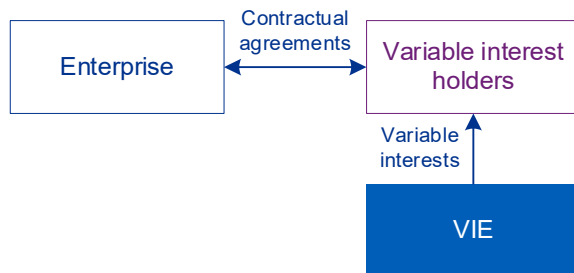 Contractual
agreements
Enterprise
Variable interest
holders
Variable
interests
VIE